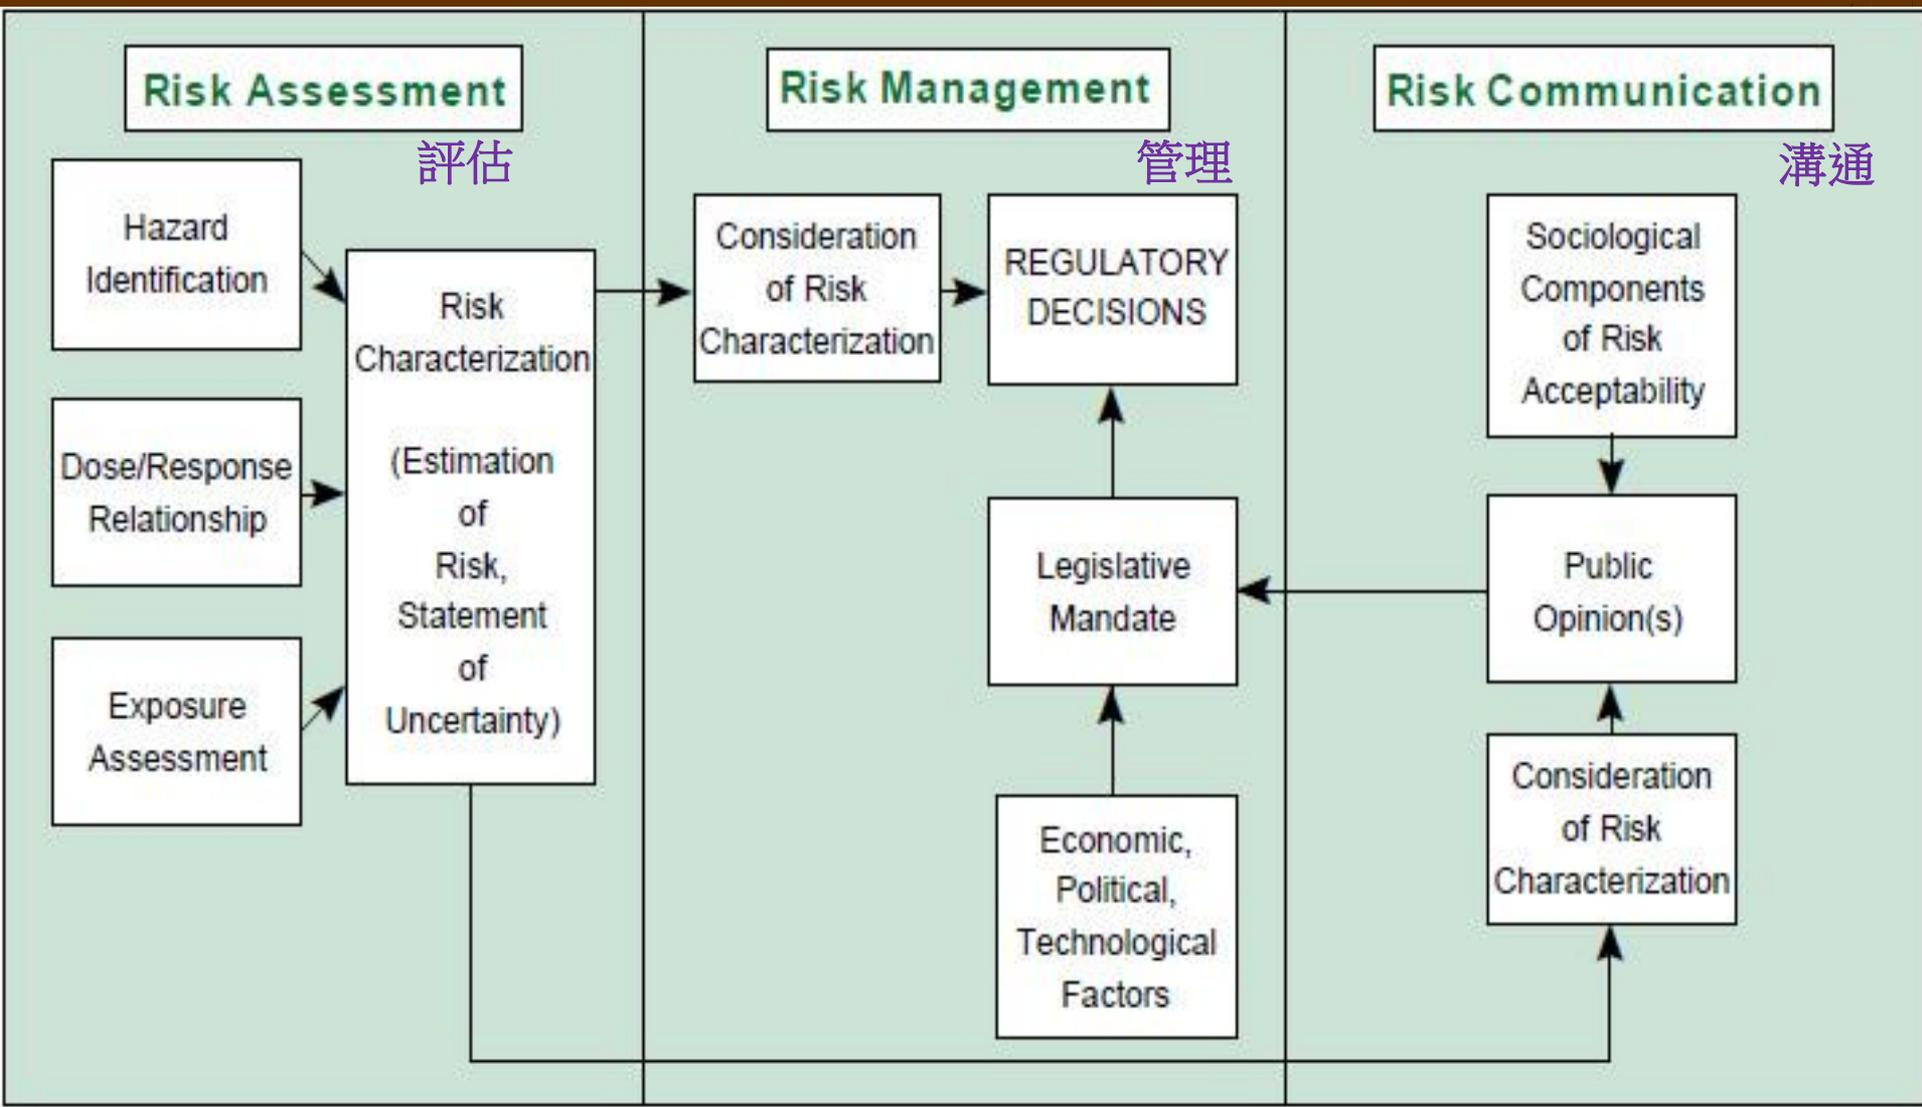 Risk Assessment
評估
Hazard
Identification
Dose/Response
Relationship
Exposure
Assessment
Risk
Characterization
(Estimation
of
Risk,
Statement
of
Uncertainty)
Risk Management
管理
Consideration
of Risk
Characterization
REGULATORY
DECISIONS
Legislative
Mandate
Economic,
Political,
Technological
Factors
Risk Communication
溝通
Sociological
Components
of Risk
Acceptability
Public
Opinion(s)
Consideration
of Risk
Characterization